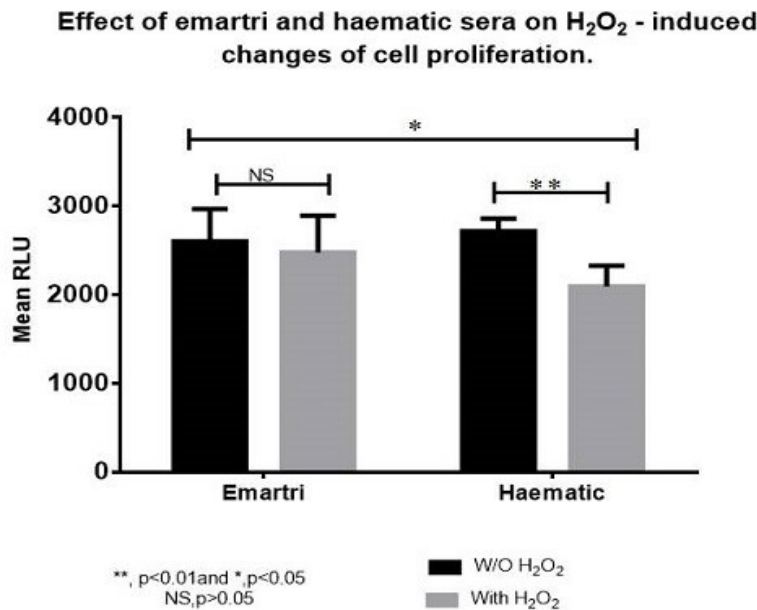 Effect of emartri and haematic sera on H₂O₂ - induced
changes of cell proliferation.
4000
3000
2000
1000
0
Mean RLU
*
NS
**
Emartri
Haematic
**, p<0.01and *,p<0.05
NS,p>0.05
W/O H₂O₂
With H₂O₂